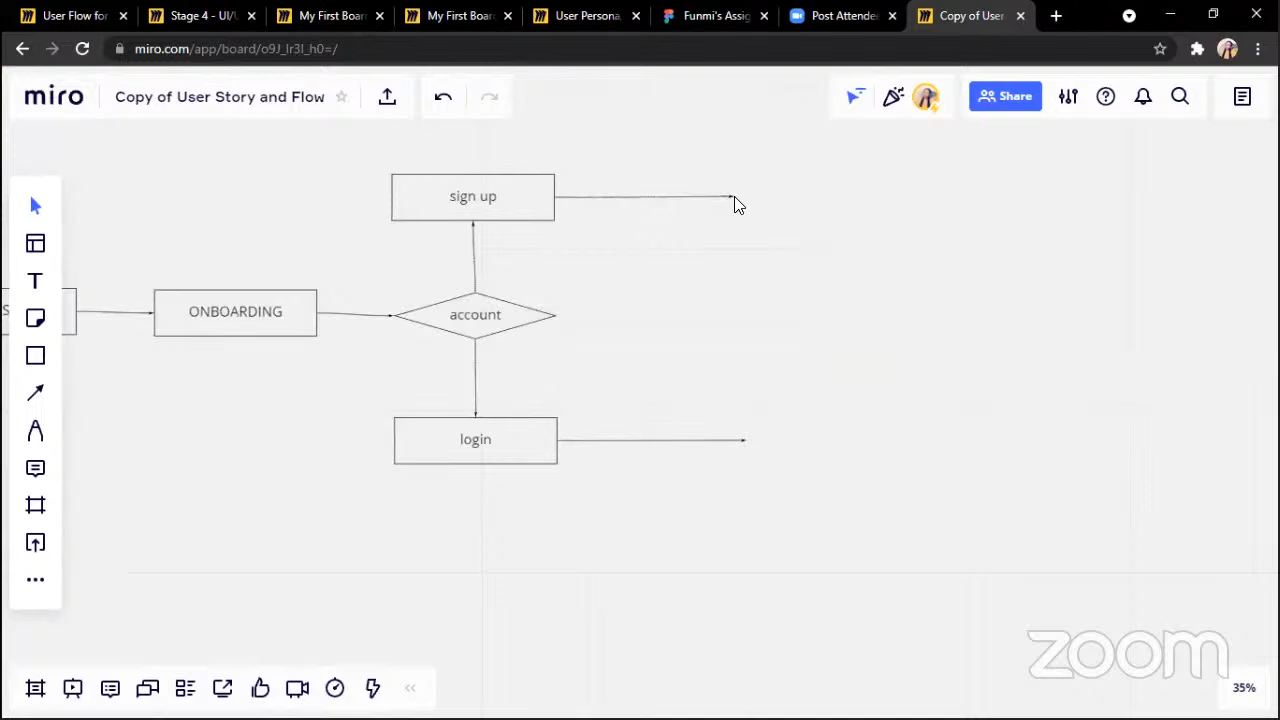 User Flow for
Stage 4 - UI/U
My First Boar
My First Boar
User Persona,
Funmi's Assig
Post Attendee
Copy of User
miro.com/app/board/o9J_lr3l_h0=/
miro
Copy of User Story and Flow
Share
sign up
S
ONBOARDING
account
login
zoom
35%